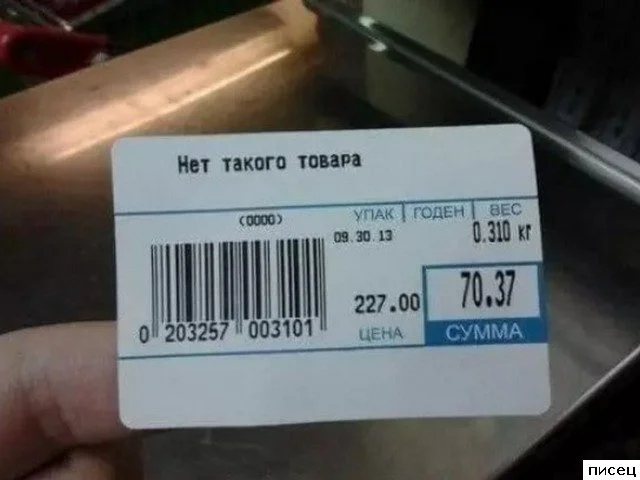 Нет такого товара
(0000)
УПАК ГОДЕН ВЕС
09.30.13 0.310 кг
227.00 70.37
ЦЕНА СУММА
0 203257 003101
писец